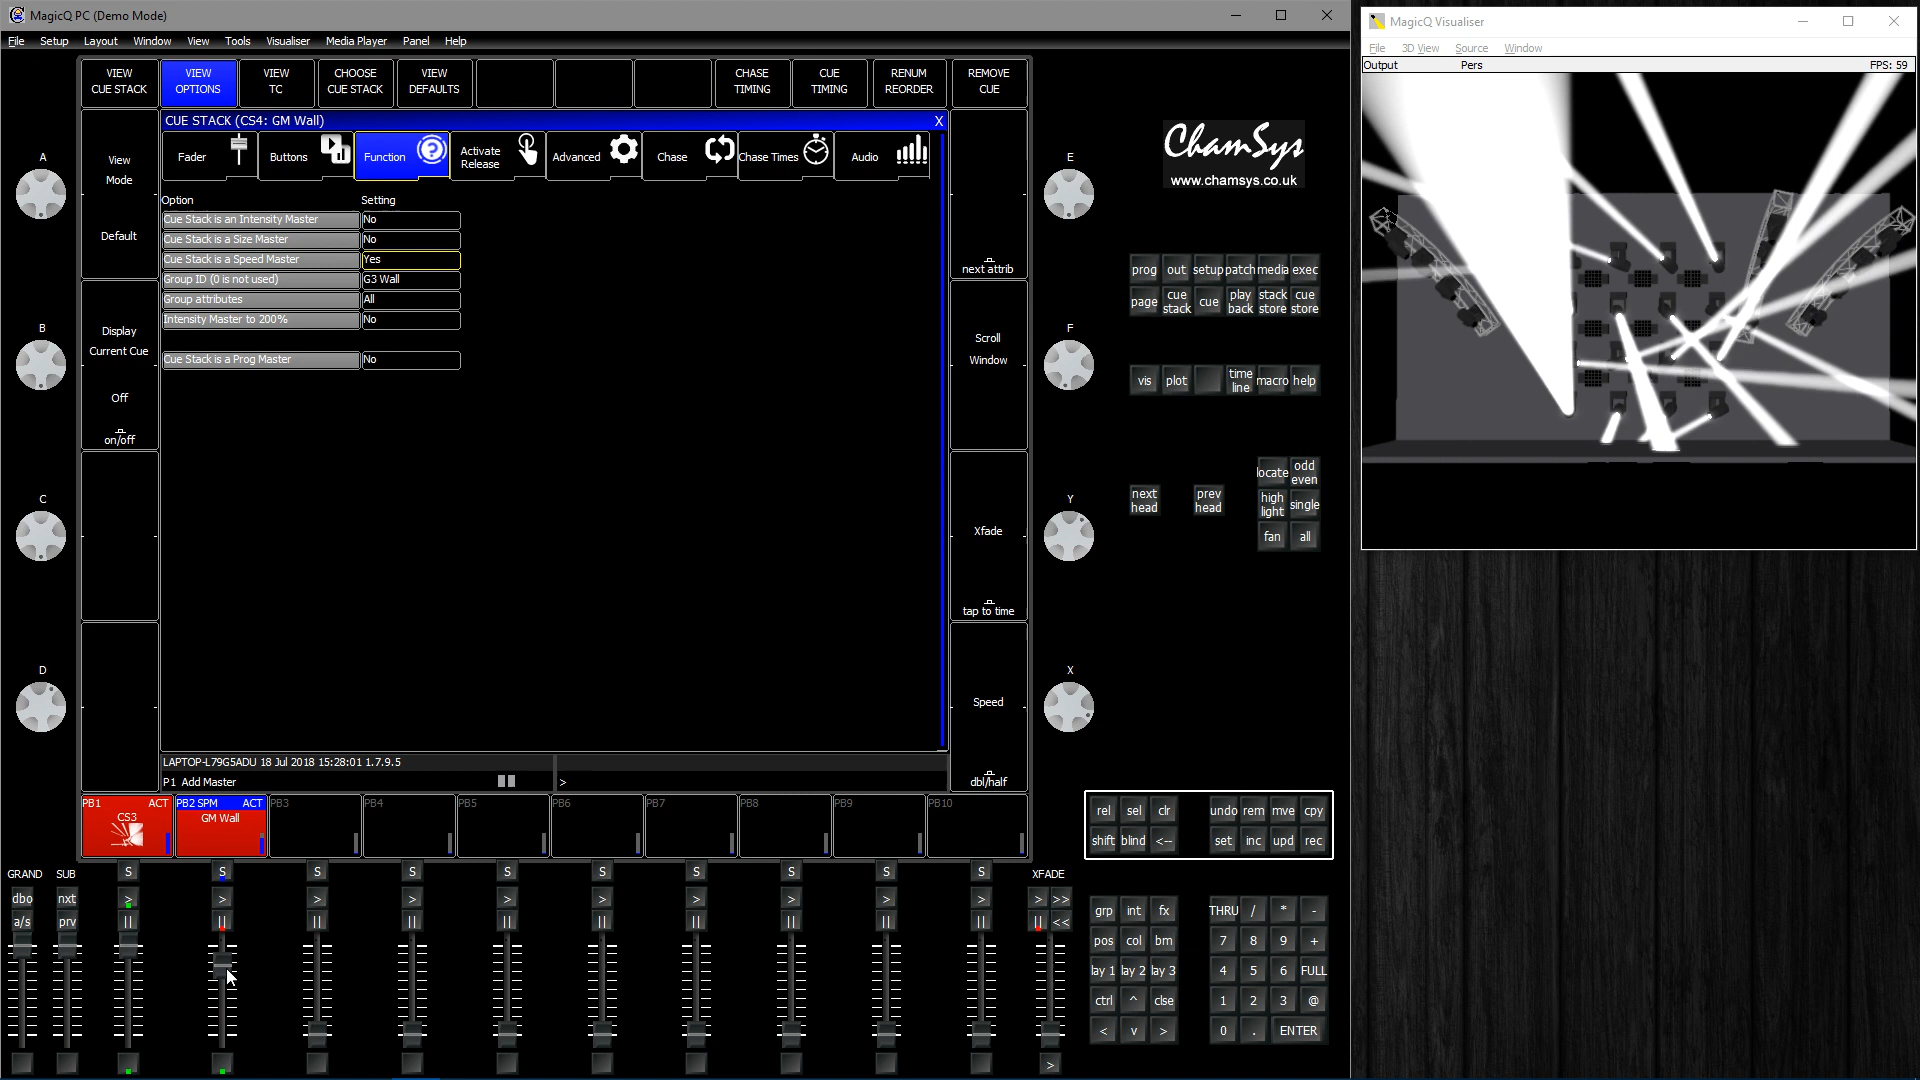 MagicQ PC (Demo Mode)
File Setup Layout Window View Tools Visualiser Media Player Panel Help
VIEW CUE STACK
VIEW OPTIONS
VIEW TC
CHOOSE CUE STACK
VIEW DEFAULTS
CHASE TIMING
CUE TIMING
RENUM REORDER
REMOVE CUE
CUE STACK (CS4: GM Wall) X
Fader Buttons Function Activate Release Advanced Chase Chase Times Audio
Option Setting
Cue Stack is an Intensity Master No
Cue Stack is a Size Master No
Cue Stack is a Speed Master Yes
Group ID (0 is not used) G3 Wall
Group attributes All
Intensity Master to 200% No
Cue Stack is a Prog Master No
A
B
C
D
View
Mode
Default
Display
Current Cue
Off
on/off
next attrib
Scroll
Window
Xfade
tap to time
Speed
dbl/half
LAPTOP-L79G5ADU 18 Jul 2018 15:28:01 1.7.9.5
P1 Add Master >
PB1 ACT PB2 SPM ACT PB3 PB4 PB5 PB6 PB7 PB8 PB9 PB10
CS3 GM Wall
S S S S S S S S S S
GRAND SUB XFADE
dbo nxt > > > > > > > > > > > >>
a/s prv || || || || || || || || || || || <<
>
E
F
Y
X
ChamSys
www.chamsys.co.uk
prog out setup patch media exec
page cue stack cue play back stack store cue store
vis plot time line macro help
next head prev head
locate odd even
high light single
fan all
rel sel clr undo rem mve cpy
shift blind <-- set inc upd rec
grp int fx THRU / * -
pos col bm 7 8 9 +
lay 1 lay 2 lay 3 4 5 6 FULL
ctrl ^ clse 1 2 3 @
< v > 0 . ENTER
MagicQ Visualiser
File 3D View Source Window
Output Pers FPS: 59